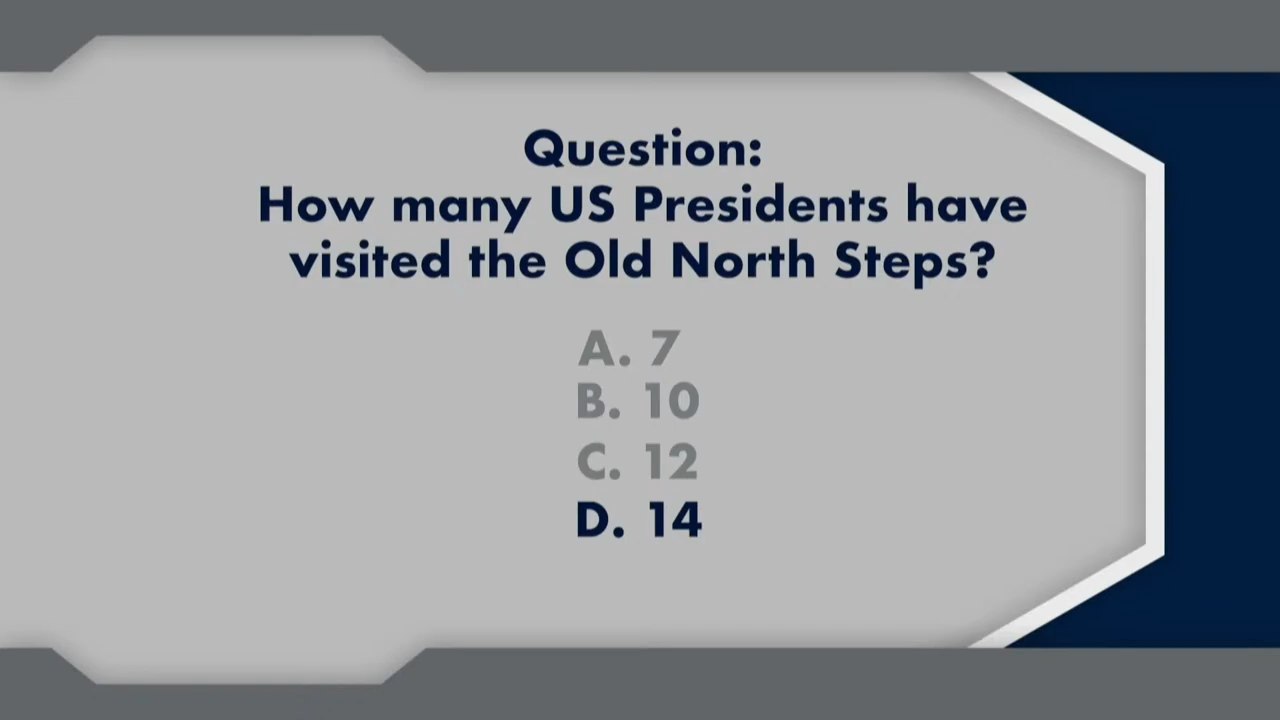 Question:
How many US Presidents have
visited the Old North Steps?
A. 7
B. 10
C. 12
D. 14